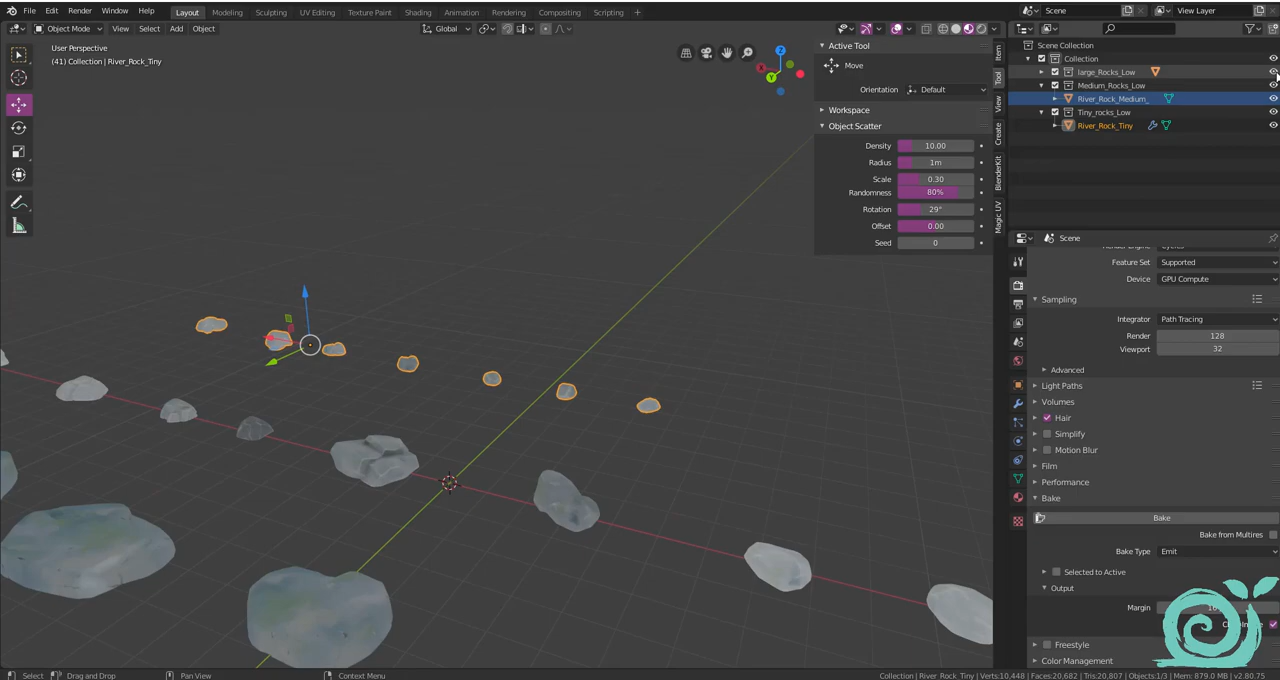 File Edit Render Window Help Layout Modeling Sculpting UV Editing Texture Paint Shading Animation Rendering Compositing Scripting + Scene View Layer
Object Mode View Select Add Object Global
User Perspective
(41) Collection | River_Rock_Tiny
Z
Y
Active Tool
Move
Orientation Default
Workspace
Object Scatter
Density 10.00
Radius 1m
Scale 0.30
Randomness 80%
Rotation 29°
Offset 0.00
Seed 0
Item
Tool
View
Create
BlenderKit
Magic UV
Scene Collection
Collection
large_Rocks_Low
Medium_Rocks_Low
River_Rock_Medium_
Tiny_rocks_Low
River_Rock_Tiny
Scene
Feature Set Supported
Device GPU Compute
Sampling
Integrator Path Tracing
Render 128
Viewport 32
Advanced
Light Paths
Volumes
Hair
Simplify
Motion Blur
Film
Performance
Bake
Bake
Bake from Multires
Bake Type Emit
Selected to Active
Output
Margin
Freestyle
Color Management
Select Drag and Drop Pan View Context Menu Collection | River_Rock_Tiny | Verts:10,448 | Faces:20,682 | Tris:20,807 | Objects:1/3 | Mem: 879.0 MB | v2.80.75